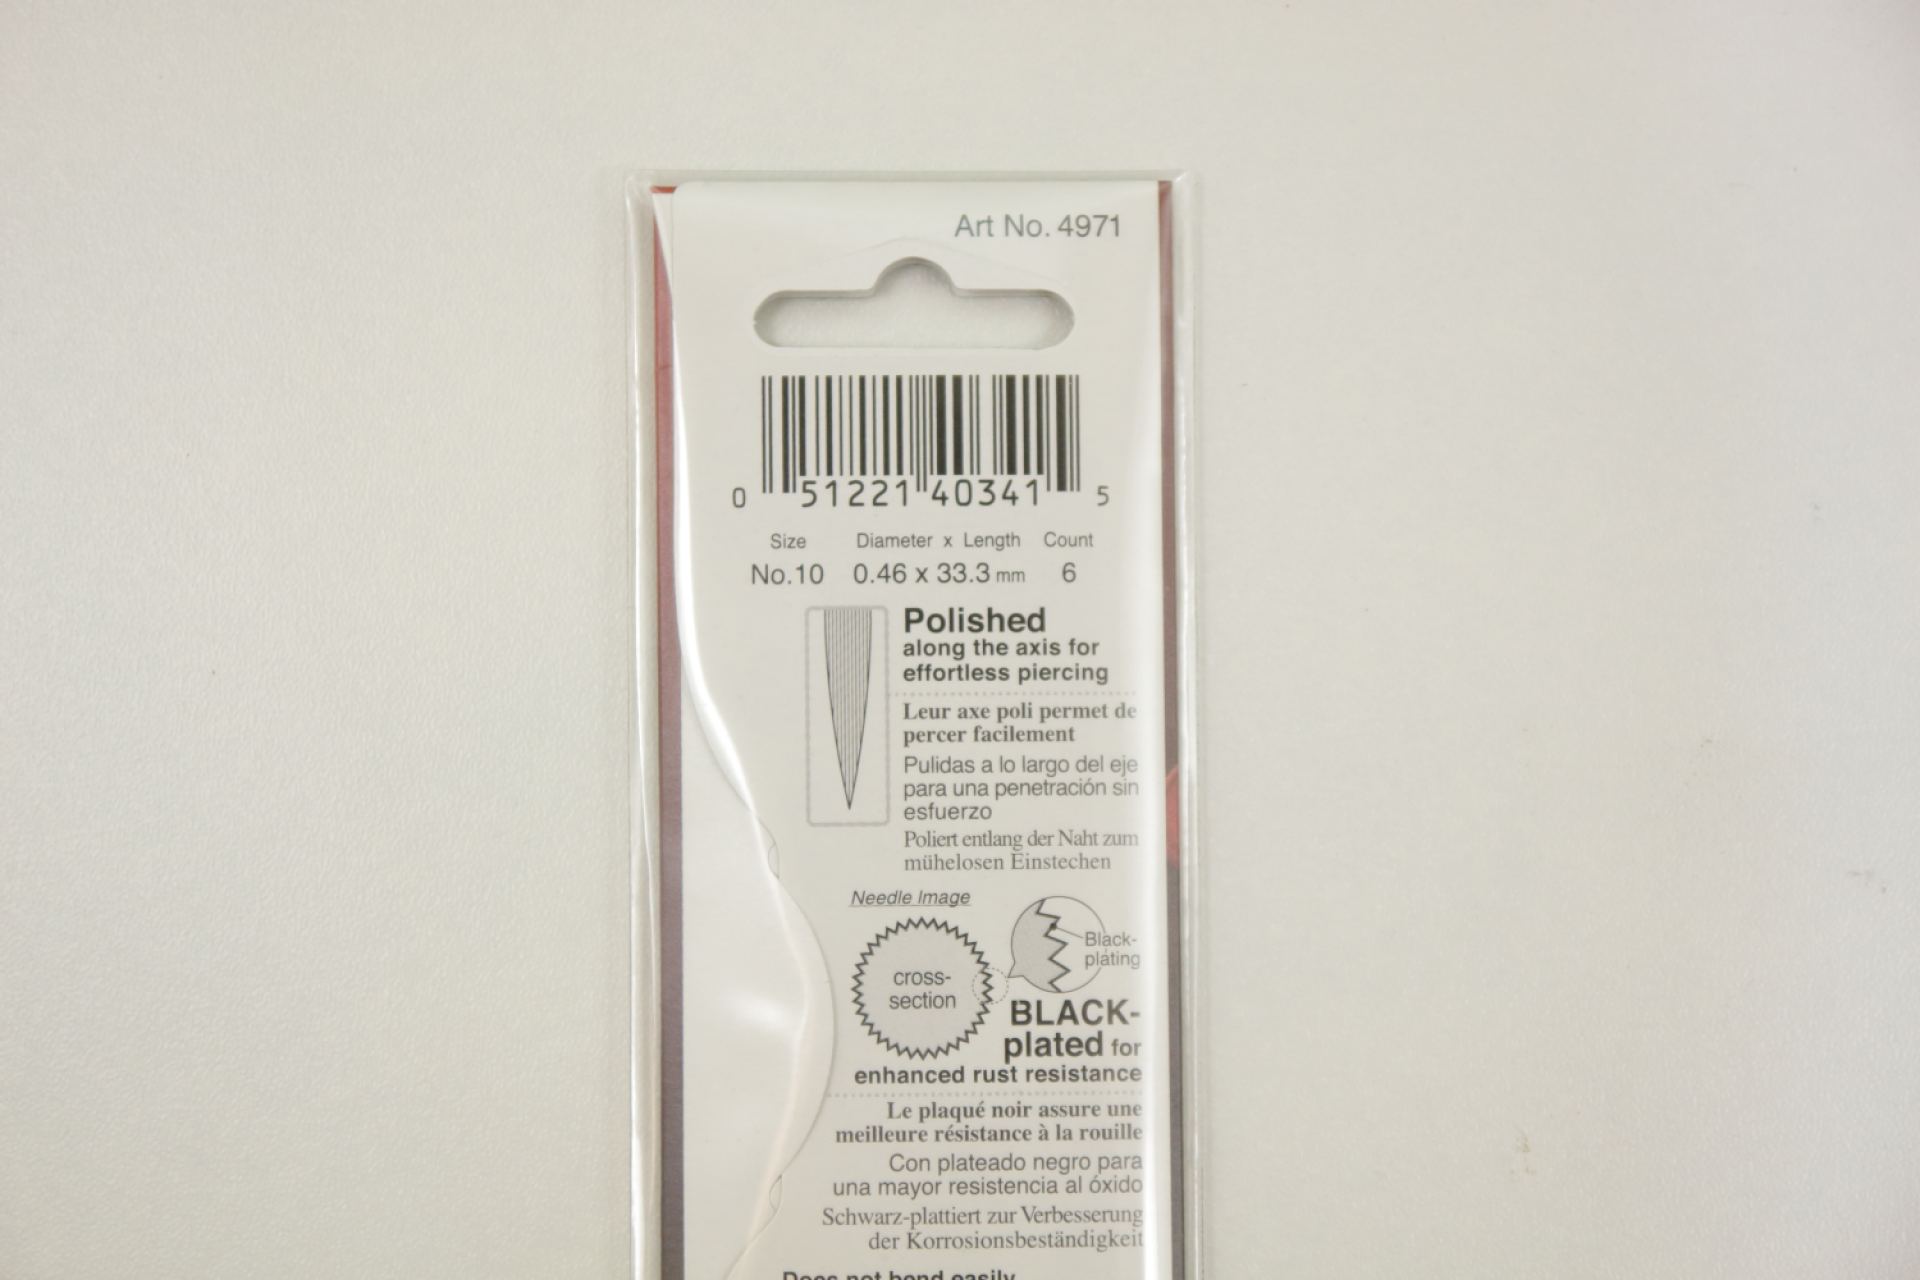 Art No. 4971
0 51221 40341 5
Size Diameter x Length Count
No.10 0.46 x 33.3 mm 6
Polished
along the axis for
effortless piercing
Leur axe poli permet de
percer facilement
Pulidas a lo largo del eje
para una penetración sin
esfuerzo
Poliert entlang der Naht zum
mühelosen Einstechen
Needle Image
Black-
plating
cross-
section
BLACK-
plated for
enhanced rust resistance
Le plaqué noir assure une
meilleure résistance à la rouille
Con plateado negro para
una mayor resistencia al óxido
Schwarz-plattiert zur Verbesserung
der Korrosionsbeständigkeit
Does not bend easily